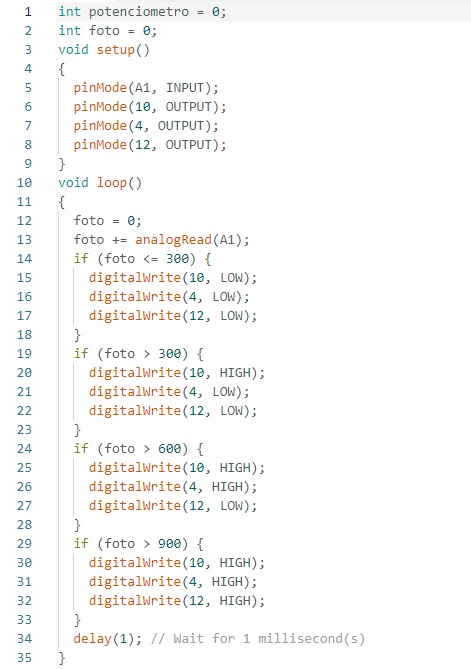 1 int potenciometro = 0;
2 int foto = 0;
3 void setup()
4 {
5   pinMode(A1, INPUT);
6   pinMode(10, OUTPUT);
7   pinMode(4, OUTPUT);
8   pinMode(12, OUTPUT);
9 }
10 void loop()
11 {
12   foto = 0;
13   foto += analogRead(A1);
14   if (foto <= 300) {
15     digitalWrite(10, LOW);
16     digitalWrite(4, LOW);
17     digitalWrite(12, LOW);
18   }
19   if (foto > 300) {
20     digitalWrite(10, HIGH);
21     digitalWrite(4, LOW);
22     digitalWrite(12, LOW);
23   }
24   if (foto > 600) {
25     digitalWrite(10, HIGH);
26     digitalWrite(4, HIGH);
27     digitalWrite(12, LOW);
28   }
29   if (foto > 900) {
30     digitalWrite(10, HIGH);
31     digitalWrite(4, HIGH);
32     digitalWrite(12, HIGH);
33   }
34   delay(1); // Wait for 1 millisecond(s)
35 }